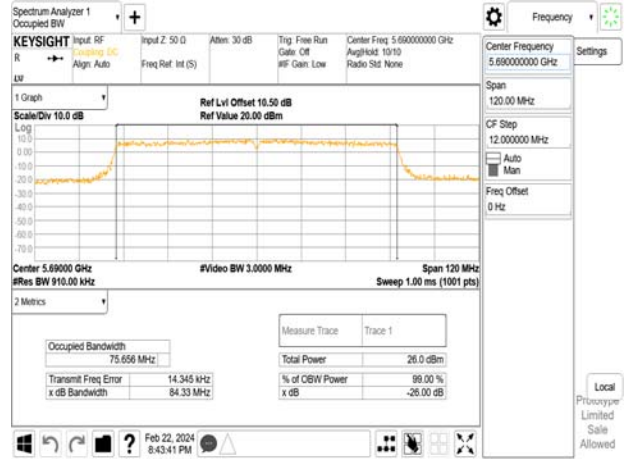 Spectrum Analyzer 1
Occupied BW
+
Frequency
KEYSIGHT
R
Input: RF
Coupling: DC
Align: Auto
Input Z: 50 Ω
Freq Ref: Int (S)
Atten: 30 dB
Trig: Free Run
Gate: Off
#IF Gain: Low
Center Freq: 5.690000000 GHz
Avg|Hold: 10/10
Radio Std: None
Center Frequency
5.690000000 GHz
Settings
Span
120.00 MHz
CF Step
12.000000 MHz
Auto
Man
Freq Offset
0 Hz
1 Graph
Scale/Div 10.0 dB
Ref Lvl Offset 10.50 dB
Ref Value 20.00 dBm
Log
10.0
0.00
-10.0
-20.0
-30.0
-40.0
-50.0
-60.0
-70.0
Center 5.69000 GHz
#Video BW 3.0000 MHz
Span 120 MHz
#Res BW 910.00 kHz
Sweep 1.00 ms (1001 pts)
2 Metrics
Measure Trace
Trace 1
Occupied Bandwidth
75.656 MHz
Total Power
26.0 dBm
Transmit Freq Error
14.345 kHz
% of OBW Power
99.00 %
x dB Bandwidth
84.33 MHz
x dB
-26.00 dB
Local
Prototype
Limited
Sale
Allowed
?
Feb 22, 2024
8:43:41 PM